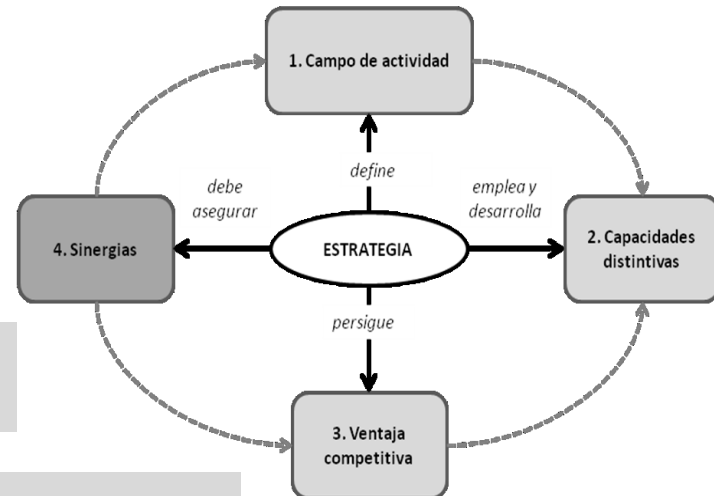 1. Campo de actividad
define
debe
asegurar
emplea y
desarrolla
4. Sinergias
ESTRATEGIA
2. Capacidades
distintivas
persigue
3. Ventaja
competitiva